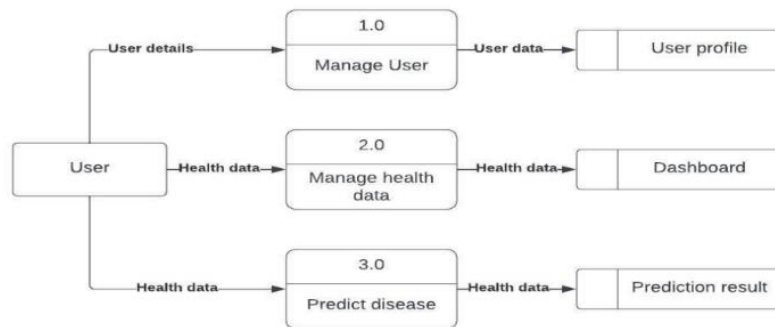 1.0
User details
Manage User
User data
User profile
2.0
User
Health data
Manage health
data
Health data
Dashboard
3.0
Health data
Predict disease
Health data
Prediction result